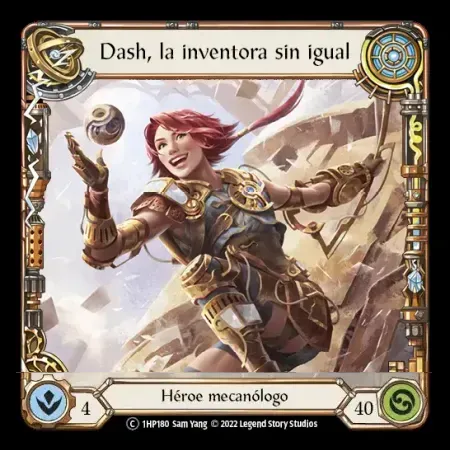 Dash, la inventora sin igual
Héroe mecanólogo
4
40
© 1HP180 Sam Yang © 2022 Legend Story Studios